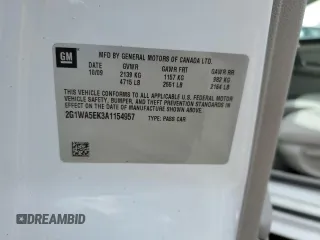 GM
MFD BY GENERAL MOTORS OF CANADA LTD.
DATE GVWR GAWR FRT GAWR RR
10/09 2139 KG 1157 KG 982 KG
4715 LB 2551 LB 2164 LB
THIS VEHICLE CONFORMS TO ALL APPLICABLE U.S. FEDERAL MOTOR
VEHICLE SAFETY, BUMPER, AND THEFT PREVENTION STANDARDS IN
EFFECT ON THE DATE OF MANUFACTURE SHOWN ABOVE.
2G1WA5EK3A1154957 TYPE: PASS CAR
DREAMBID